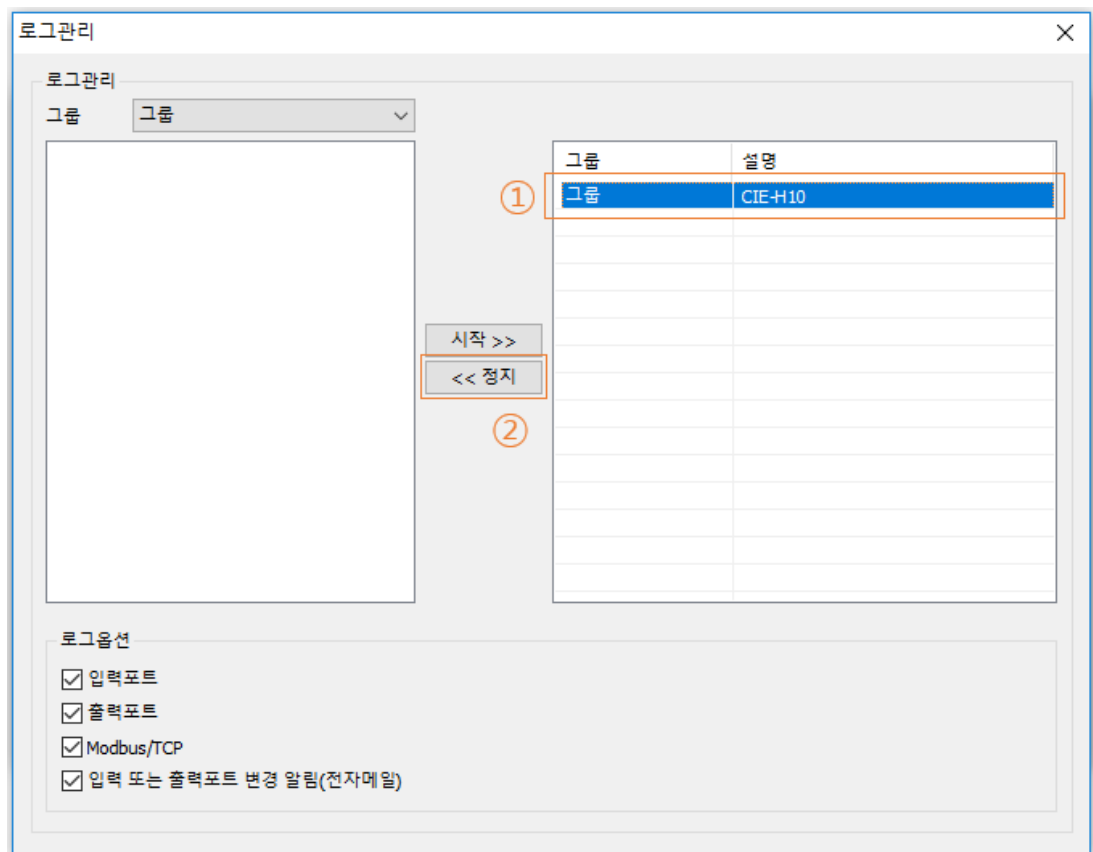 로그관리
로그관리
그룹 그룹
그룹 설명
① 그룹 CIE-H10
시작 >>
<< 정지
②
로그옵션
입력포트
출력포트
Modbus/TCP
입력 또는 출력포트 변경 알림(전자메일)